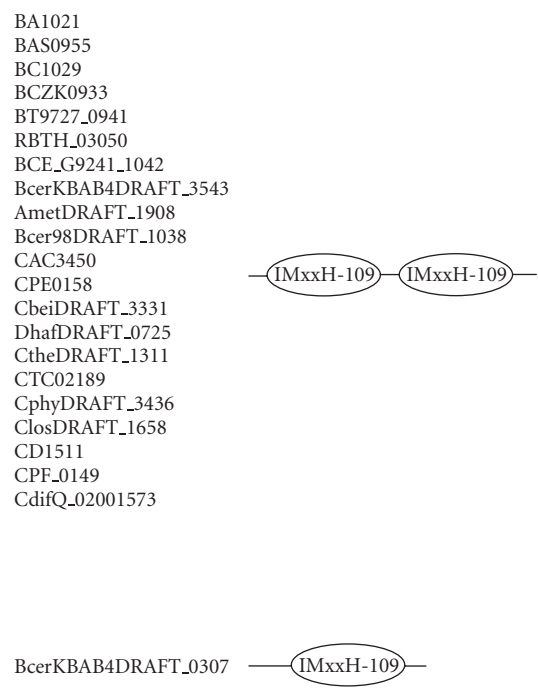 BA1021
BAS0955
BC1029
BCZK0933
BT9727_0941
RBTH_03050
BCE_G9241_1042
BcerKBAB4DRAFT_3543
AmetDRAFT_1908
Bcer98DRAFT_1038
CAC3450
CPE0158
CbeiDRAFT_3331
DhafDRAFT_0725
CtheDRAFT_1311
CTC02189
CphyDRAFT_3436
ClosDRAFT_1658
CD1511
CPF_0149
CdifQ_02001573
IMxxH-109 IMxxH-109
BcerKBAB4DRAFT_0307 IMxxH-109